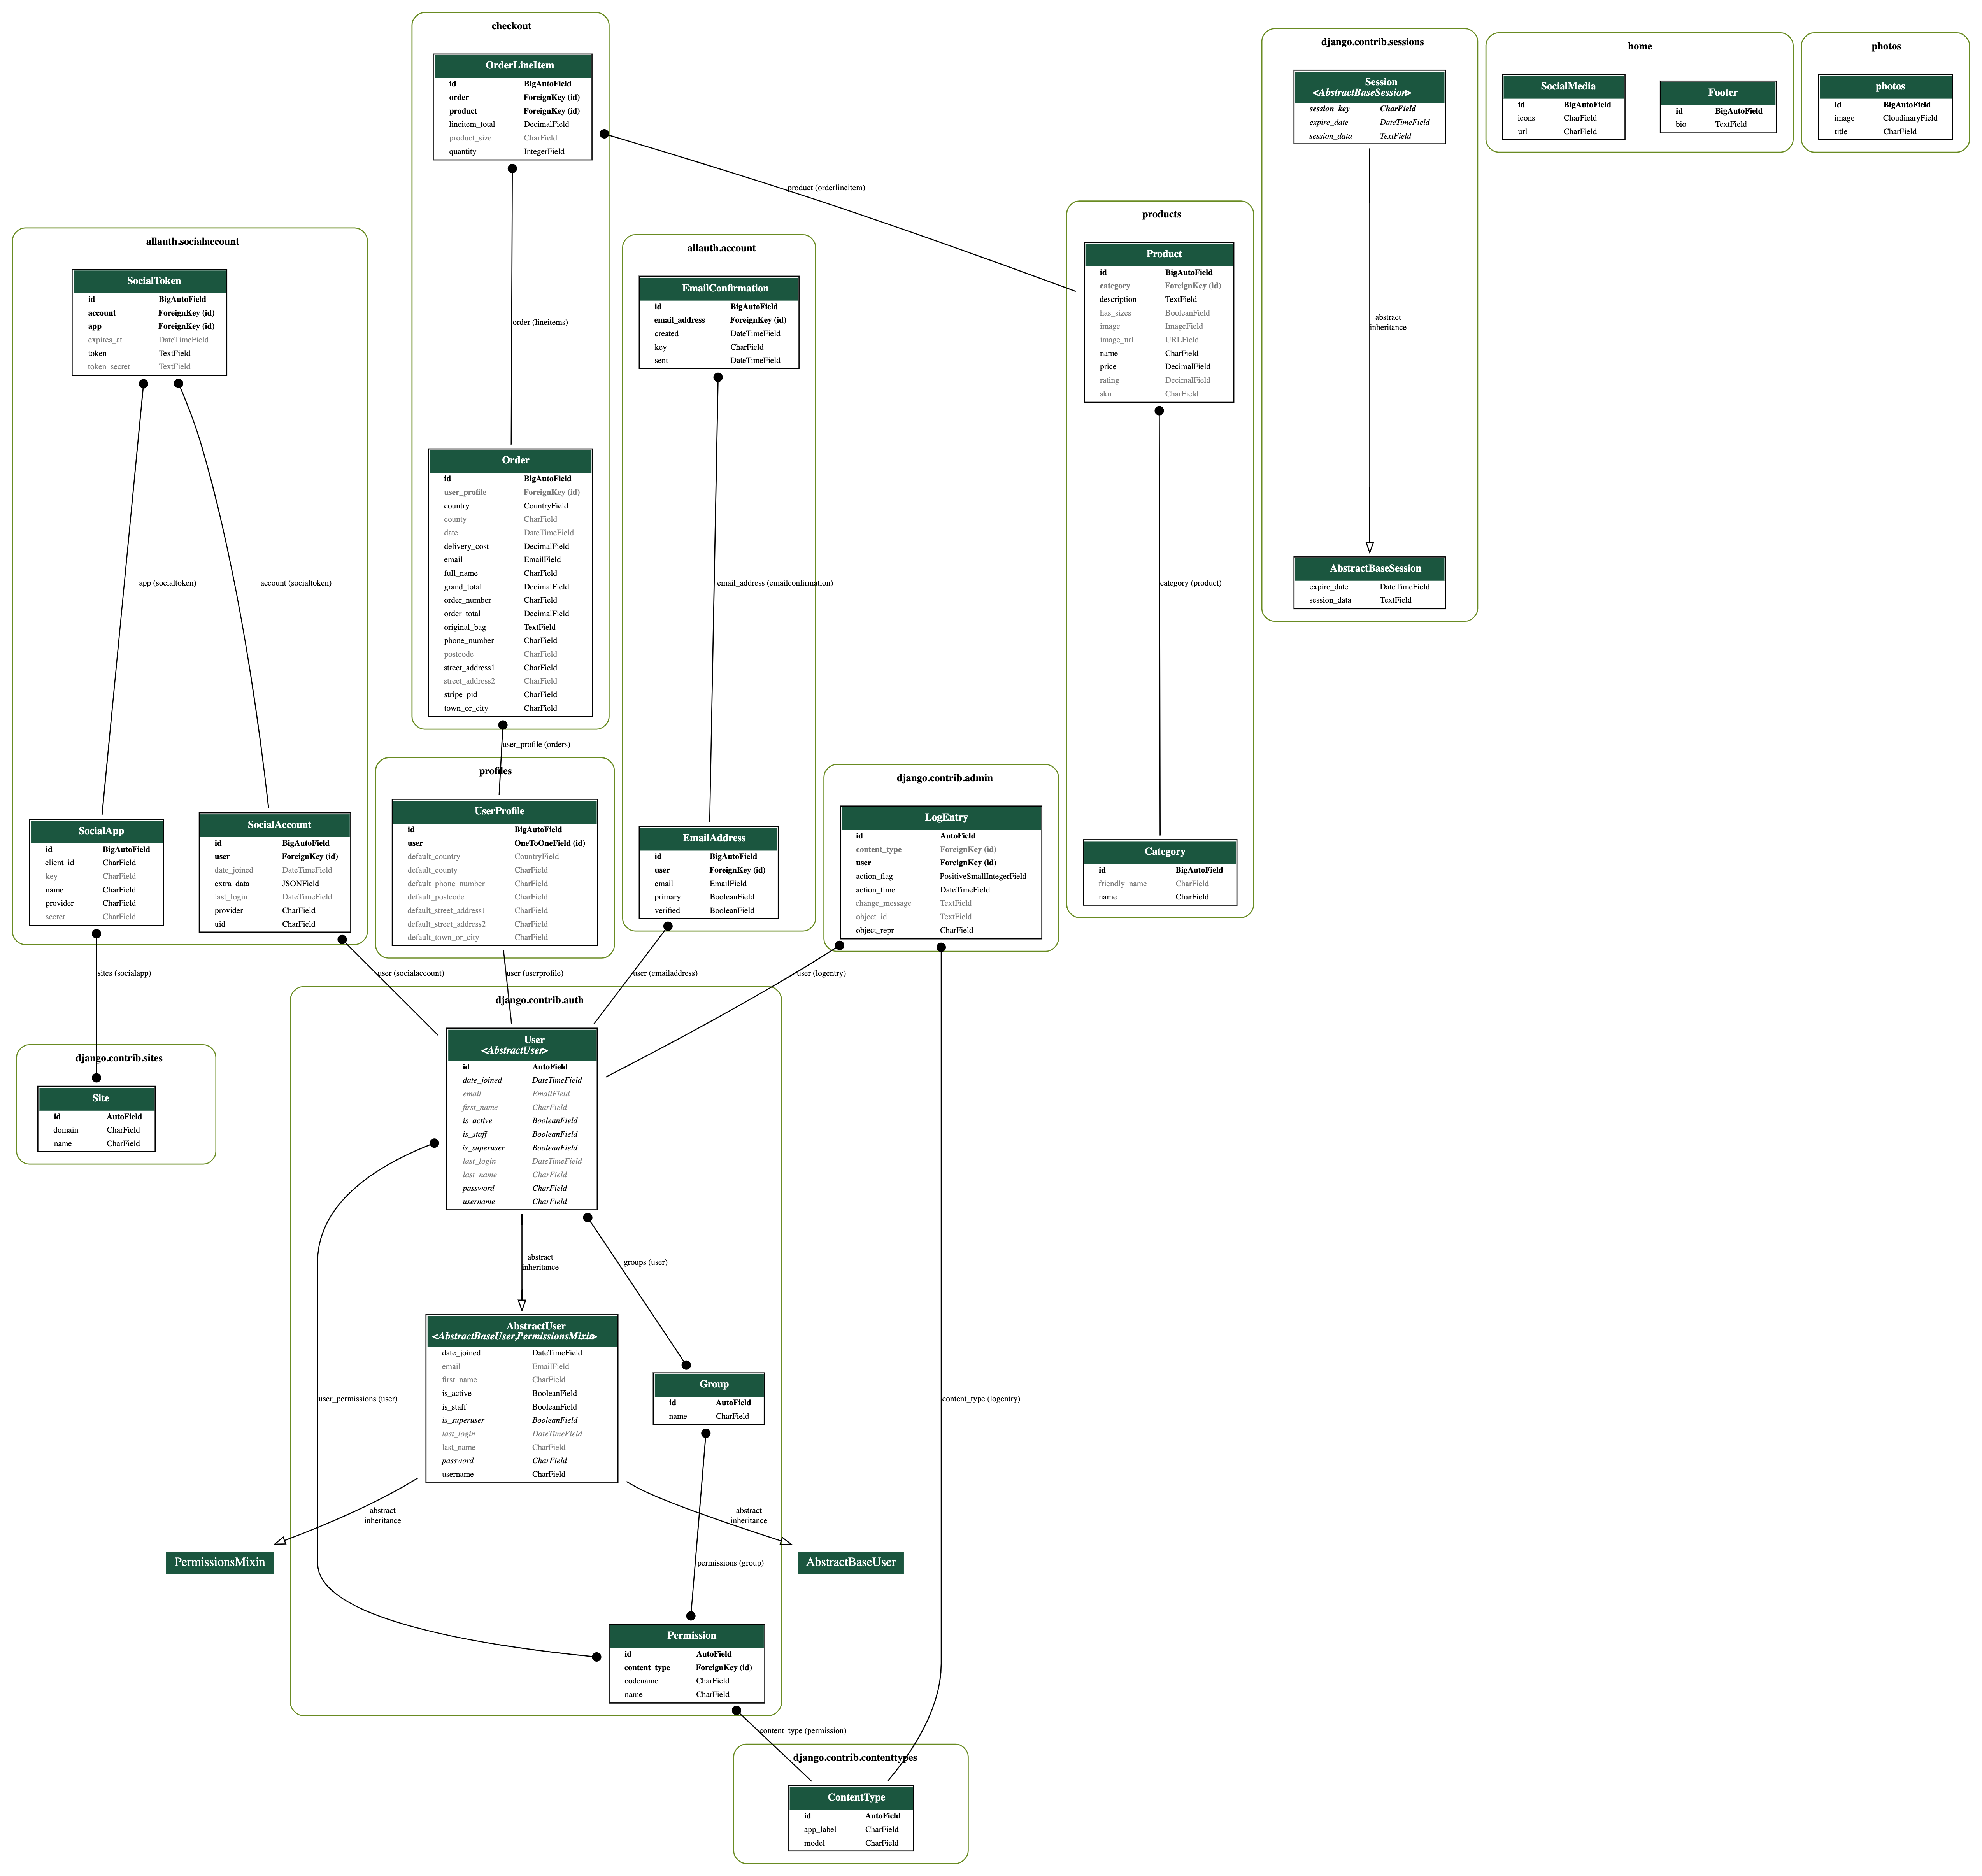 checkout
OrderLineItem
id BigAutoField
order ForeignKey (id)
product ForeignKey (id)
lineitem_total DecimalField
product_size CharField
quantity IntegerField
product (orderlineitem)
order (lineitems)
Order
id BigAutoField
user_profile ForeignKey (id)
country CountryField
county CharField
date DateTimeField
delivery_cost DecimalField
email EmailField
full_name CharField
grand_total DecimalField
order_number CharField
order_total DecimalField
original_bag TextField
phone_number CharField
postcode CharField
street_address1 CharField
street_address2 CharField
stripe_pid CharField
town_or_city CharField
user_profile (orders)
django.contrib.sessions
Session
<AbstractBaseSession>
session_key CharField
expire_date DateTimeField
session_data TextField
abstract
inheritance
AbstractBaseSession
expire_date DateTimeField
session_data TextField
home
SocialMedia
id BigAutoField
icons CharField
url CharField
Footer
id BigAutoField
bio TextField
photos
photos
id BigAutoField
image CloudinaryField
title CharField
products
Product
id BigAutoField
category ForeignKey (id)
description TextField
has_sizes BooleanField
image ImageField
image_url URLField
name CharField
price DecimalField
rating DecimalField
sku CharField
category (product)
Category
id BigAutoField
friendly_name CharField
name CharField
allauth.socialaccount
SocialToken
id BigAutoField
account ForeignKey (id)
app ForeignKey (id)
expires_at DateTimeField
token TextField
token_secret TextField
app (socialtoken)
account (socialtoken)
SocialApp
id BigAutoField
client_id CharField
key CharField
name CharField
provider CharField
secret CharField
SocialAccount
id BigAutoField
user ForeignKey (id)
date_joined DateTimeField
extra_data JSONField
last_login DateTimeField
provider CharField
uid CharField
allauth.account
EmailConfirmation
id BigAutoField
email_address ForeignKey (id)
created DateTimeField
key CharField
sent DateTimeField
email_address (emailconfirmation)
EmailAddress
id BigAutoField
user ForeignKey (id)
email EmailField
primary BooleanField
verified BooleanField
profiles
UserProfile
id BigAutoField
user OneToOneField (id)
default_country CountryField
default_county CharField
default_phone_number CharField
default_postcode CharField
default_street_address1 CharField
default_street_address2 CharField
default_town_or_city CharField
django.contrib.admin
LogEntry
id AutoField
content_type ForeignKey (id)
user ForeignKey (id)
action_flag PositiveSmallIntegerField
action_time DateTimeField
change_message TextField
object_id TextField
object_repr CharField
sites (socialapp)
user (socialaccount)
user (userprofile)
user (emailaddress)
user (logentry)
django.contrib.sites
Site
id AutoField
domain CharField
name CharField
django.contrib.auth
User
<AbstractUser>
id AutoField
date_joined DateTimeField
email EmailField
first_name CharField
is_active BooleanField
is_staff BooleanField
is_superuser BooleanField
last_login DateTimeField
last_name CharField
password CharField
username CharField
abstract
inheritance
groups (user)
AbstractUser
<AbstractBaseUser,PermissionsMixin>
date_joined DateTimeField
email EmailField
first_name CharField
is_active BooleanField
is_staff BooleanField
is_superuser BooleanField
last_login DateTimeField
last_name CharField
password CharField
username CharField
Group
id AutoField
name CharField
user_permissions (user)
content_type (logentry)
abstract
inheritance
abstract
inheritance
PermissionsMixin
permissions (group)
AbstractBaseUser
Permission
id AutoField
content_type ForeignKey (id)
codename CharField
name CharField
content_type (permission)
django.contrib.contenttypes
ContentType
id AutoField
app_label CharField
model CharField